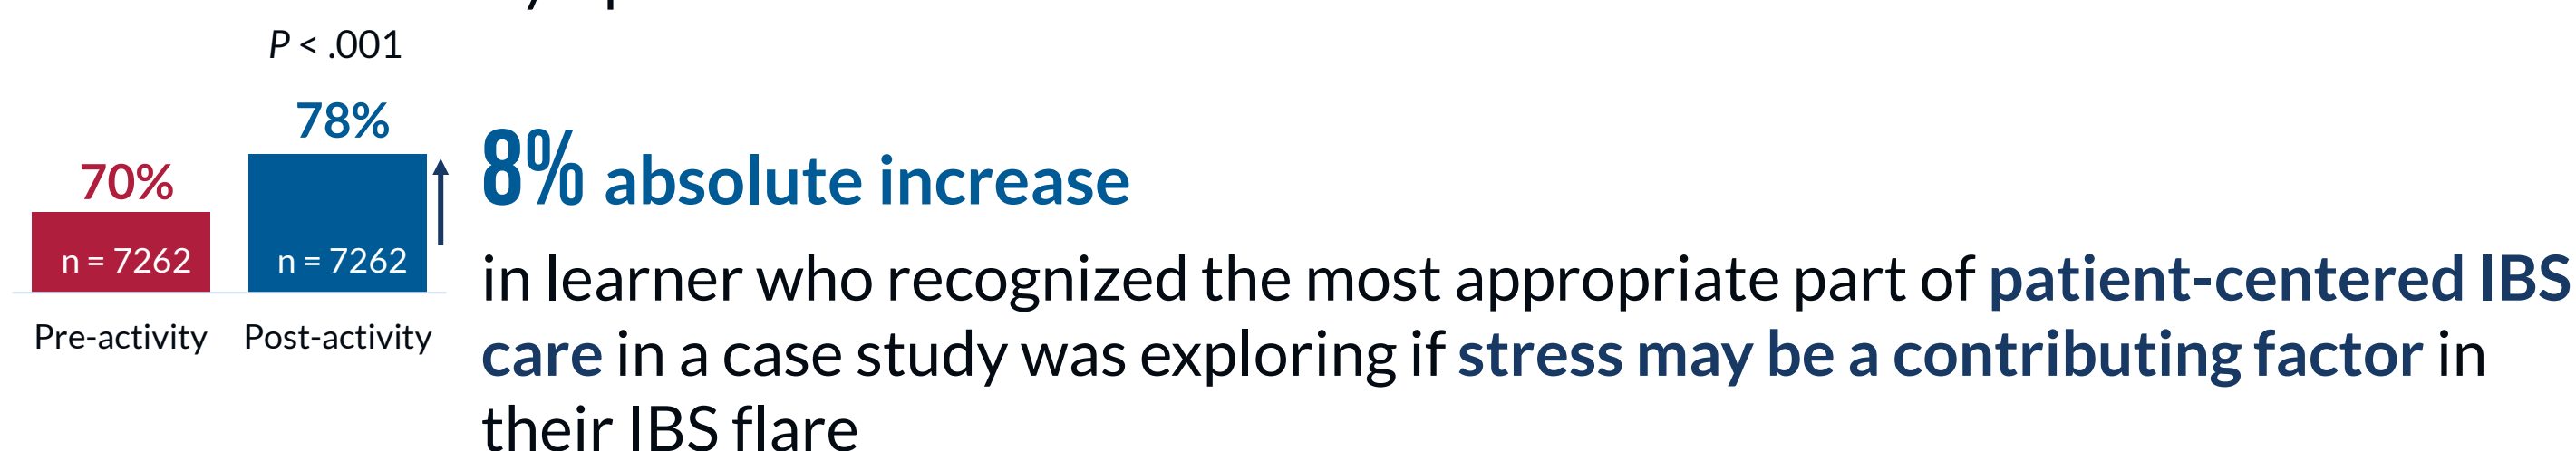 P < .001
78%
70%
n = 7262
n = 7262
Pre-activity
Post-activity
8% absolute increase
in learner who recognized the most appropriate part of patient-centered IBS
care in a case study was exploring if stress may be a contributing factor in
their IBS flare